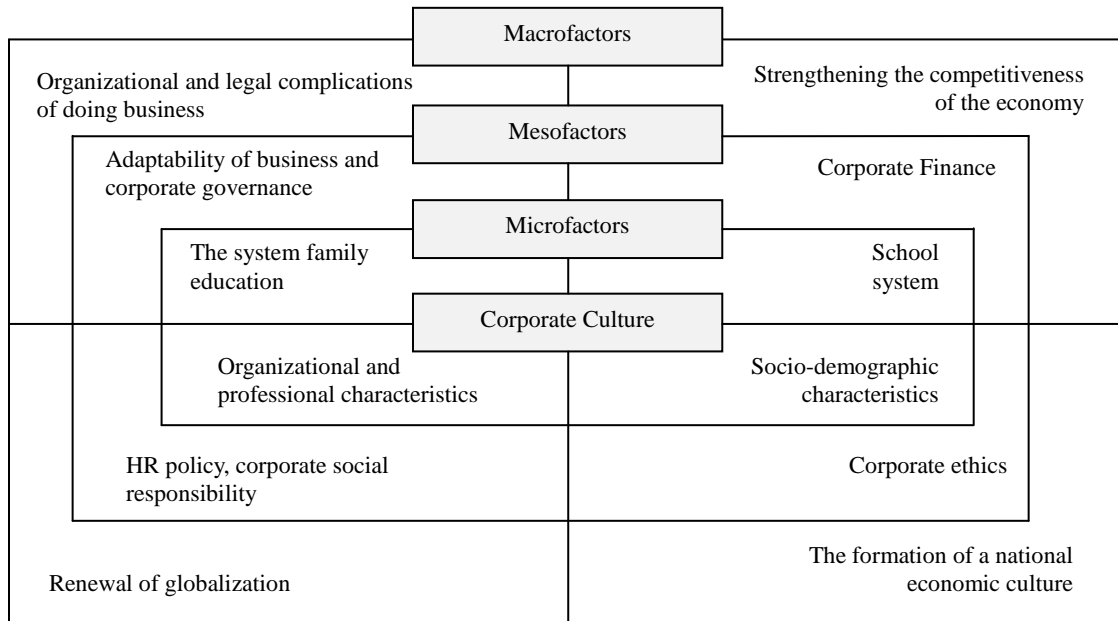 Macrofactors
Organizational and legal complications
of doing business
Strengthening the competitiveness
of the economy
Mesofactors
Adaptability of business and
corporate governance
Corporate Finance
Microfactors
The system family
education
School
system
Corporate Culture
Organizational and
professional characteristics
Socio-demographic
characteristics
HR policy, corporate social
responsibility
Corporate ethics
Renewal of globalization
The formation of a national
economic culture